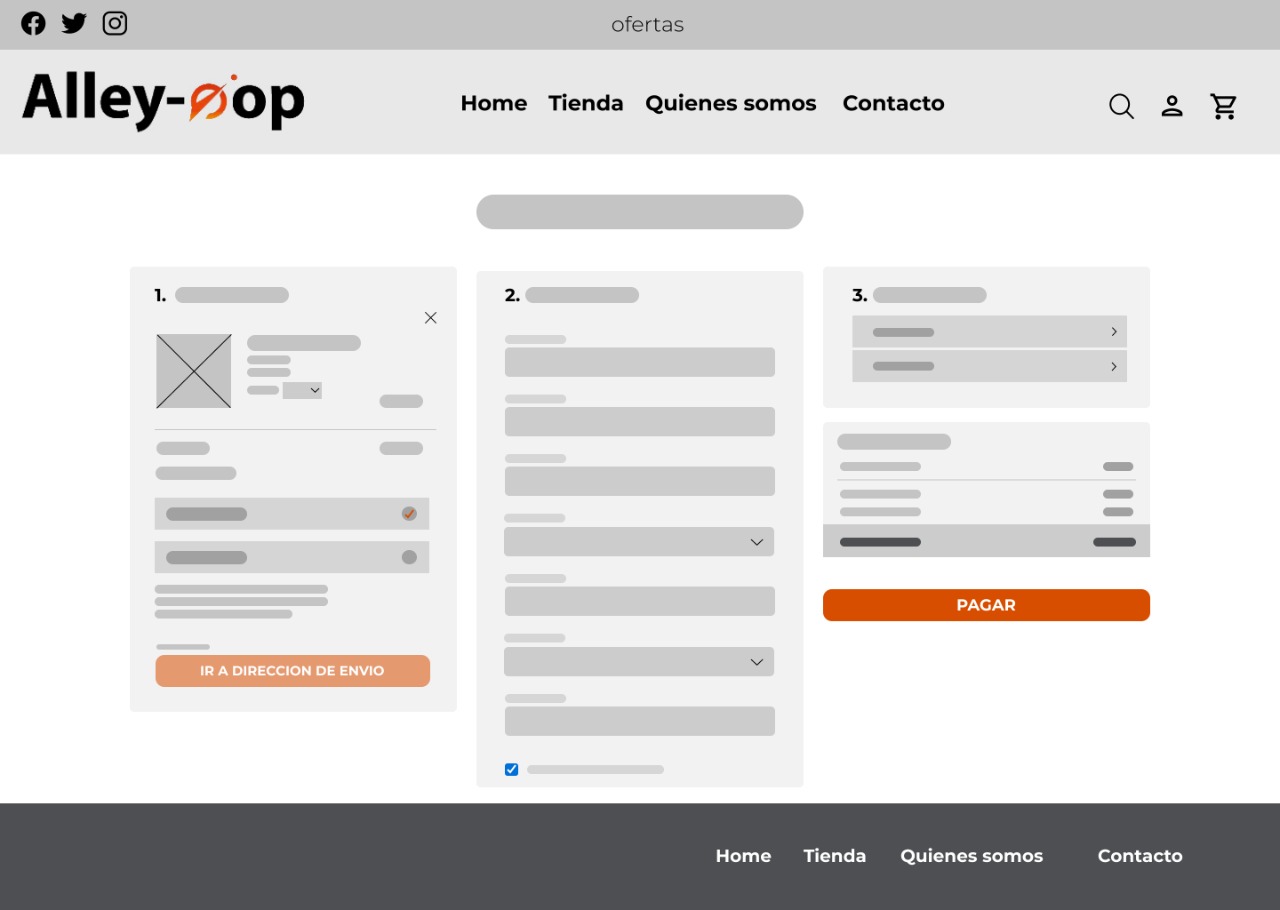 ofertas
Alley-oop
Home Tienda Quienes somos Contacto
1.
2.
3.
PAGAR
IR A DIRECCION DE ENVIO
Home Tienda Quienes somos Contacto